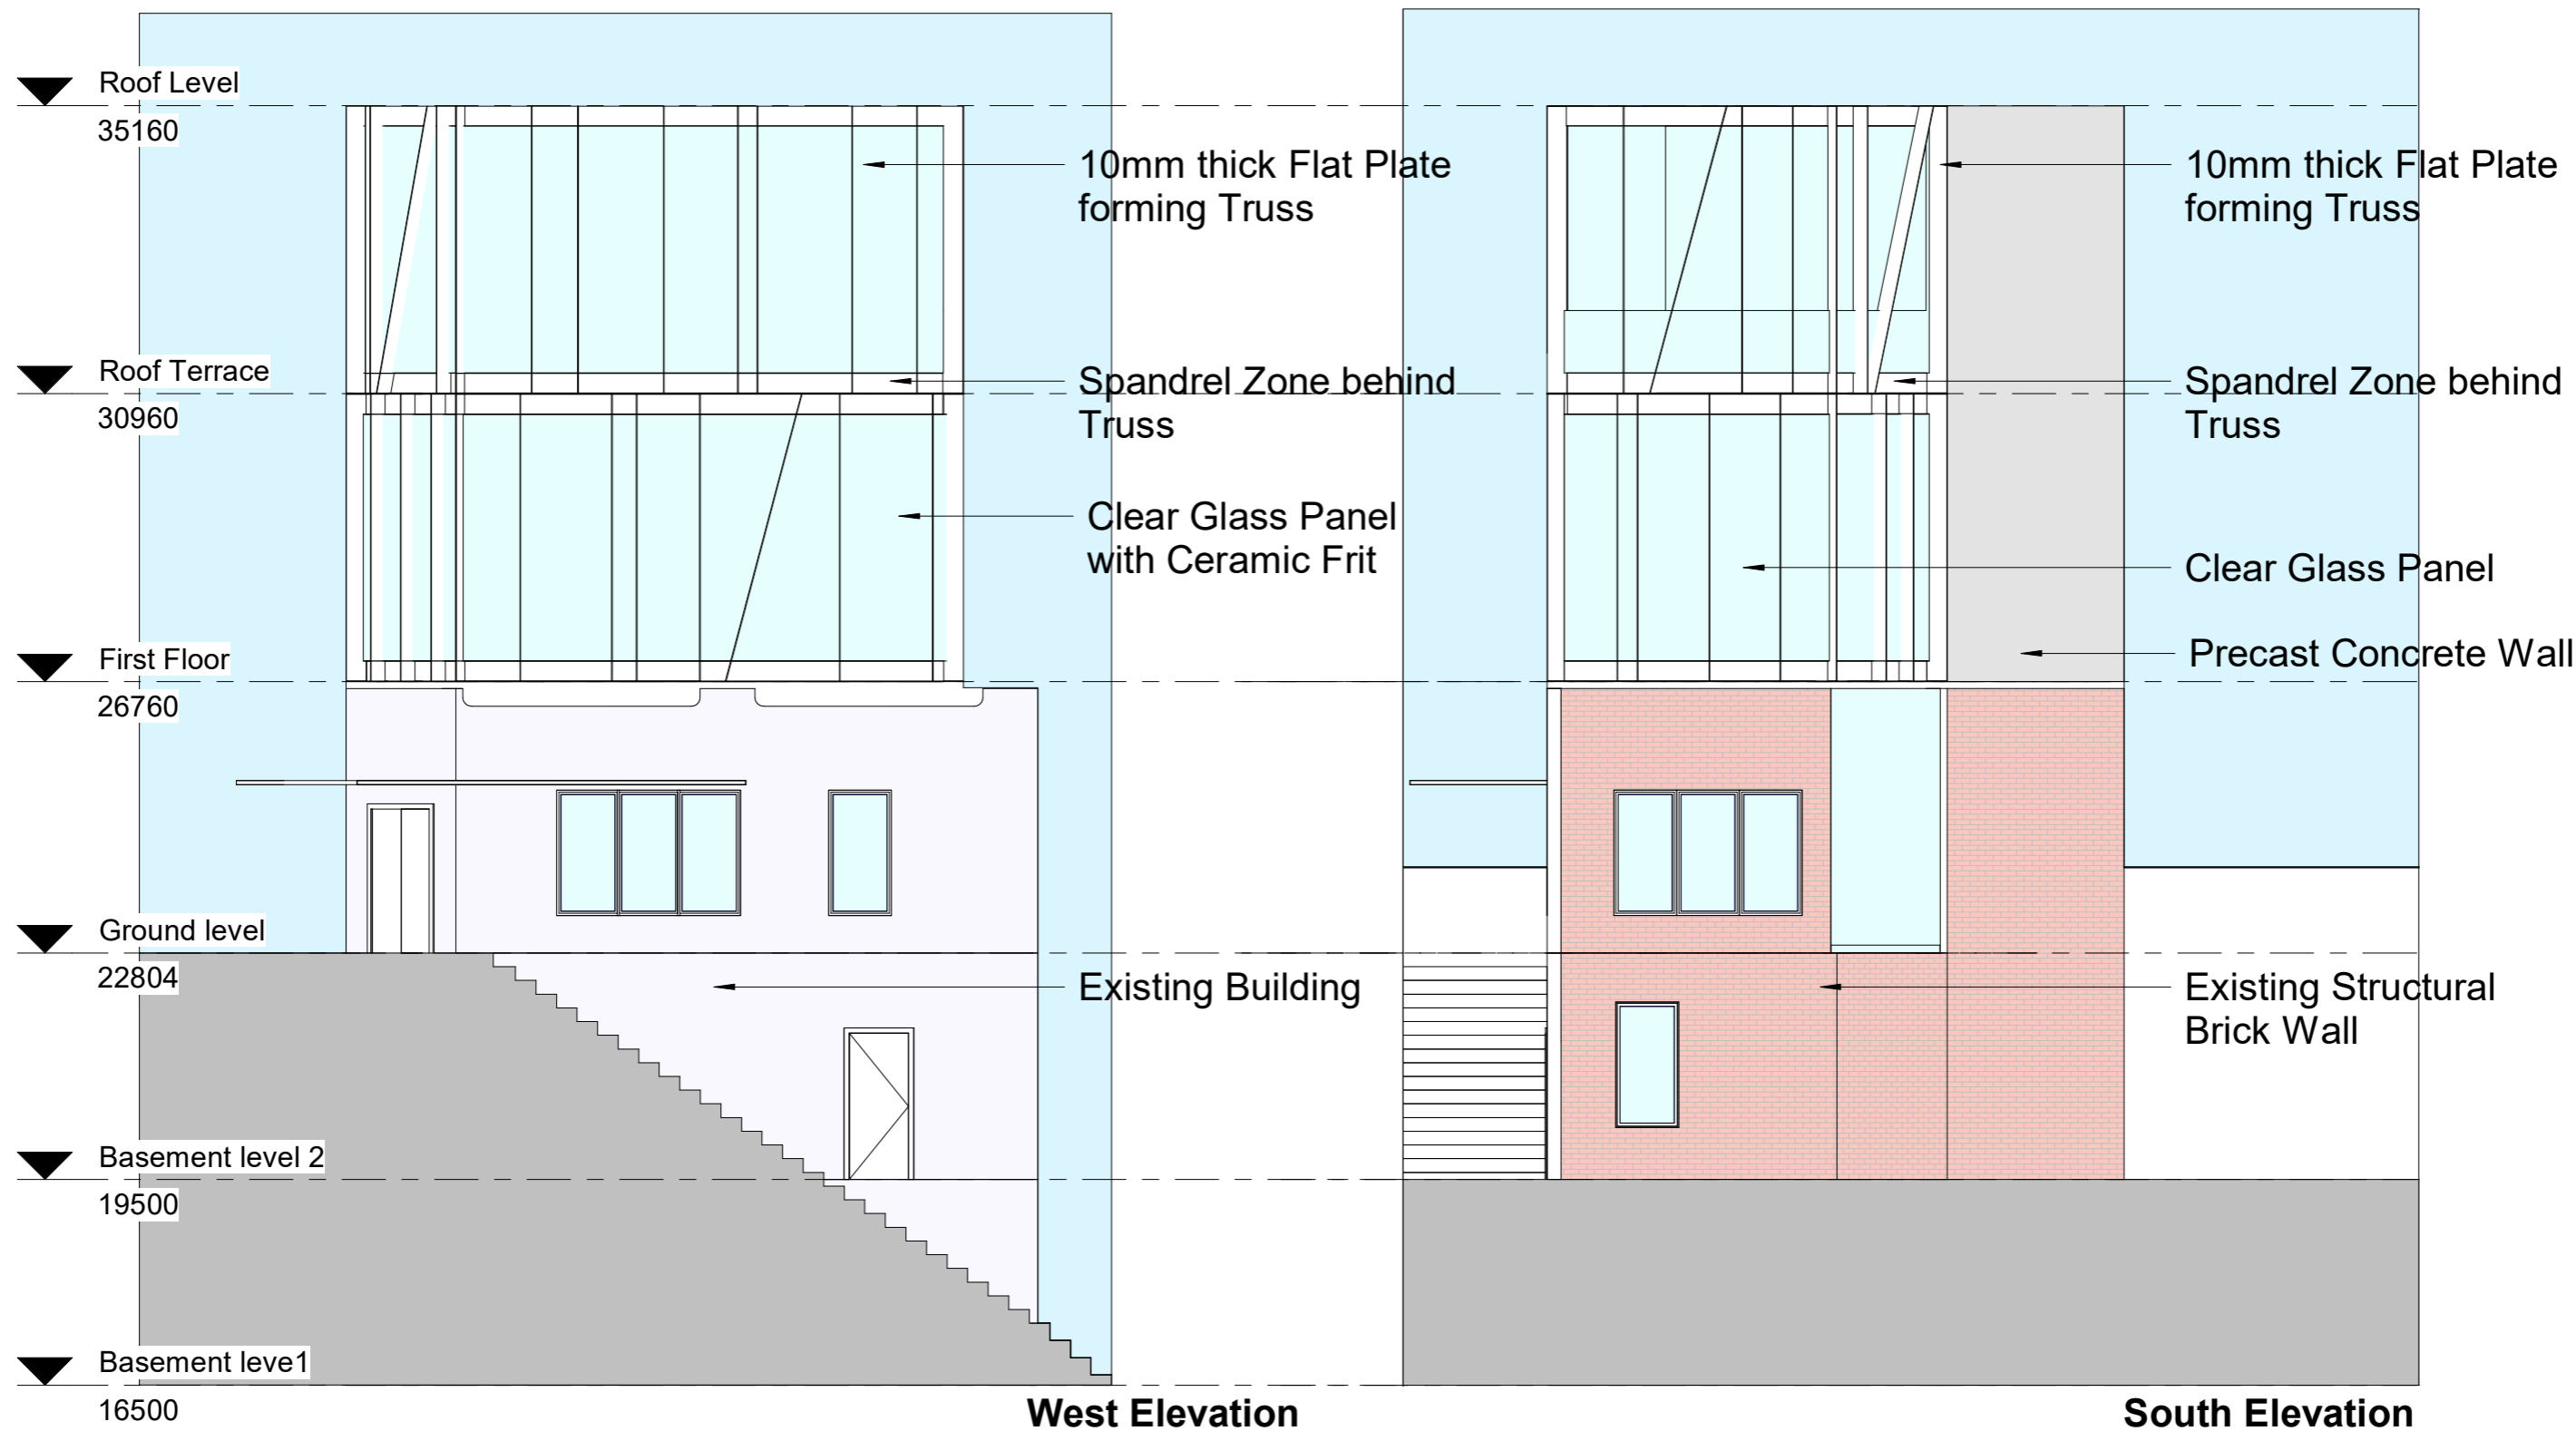 Roof Level
35160
10mm thick Flat Plate
forming Truss
10mm thick Flat Plate
forming Truss
Roof Terrace
30960
Spandrel Zone behind
Truss
Spandrel Zone behind
Truss
Clear Glass Panel
with Ceramic Frit
Clear Glass Panel
First Floor
26760
Precast Concrete Wall
Ground level
22804
Existing Building
Existing Structural
Brick Wall
Basement level 2
19500
Basement leve1
16500
West Elevation
South Elevation